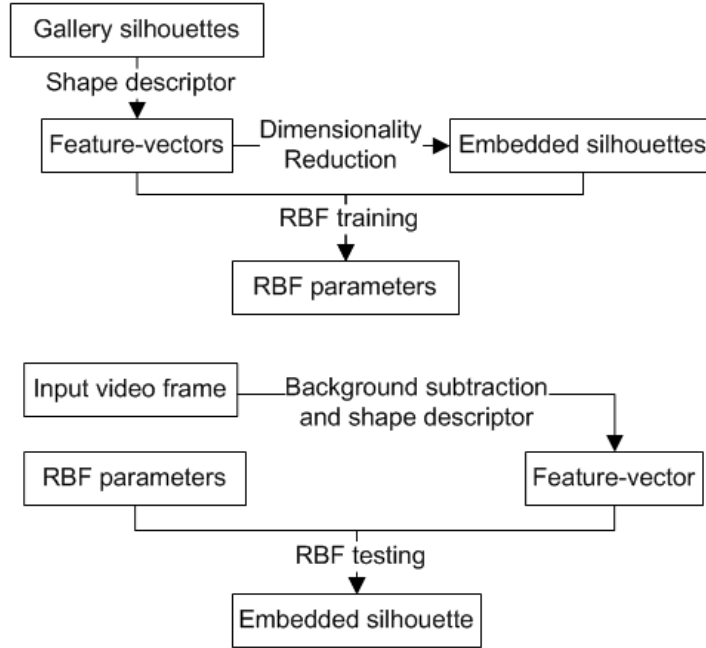 Gallery silhouettes
Shape descriptor
Feature-vectors
Dimensionality
Reduction
Embedded silhouettes
RBF training
RBF parameters
Input video frame
Background subtraction
and shape descriptor
RBF parameters
Feature-vector
RBF testing
Embedded silhouette